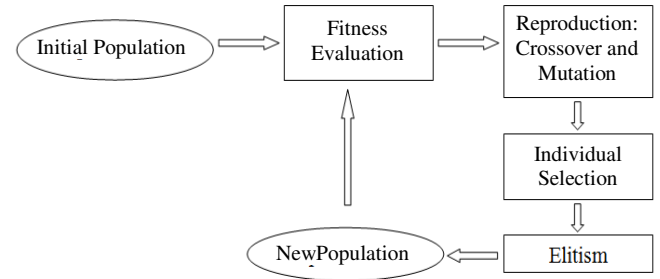 Initial Population
Fitness
Evaluation
Reproduction:
Crossover and
Mutation
Individual
Selection
Elitism
NewPopulation